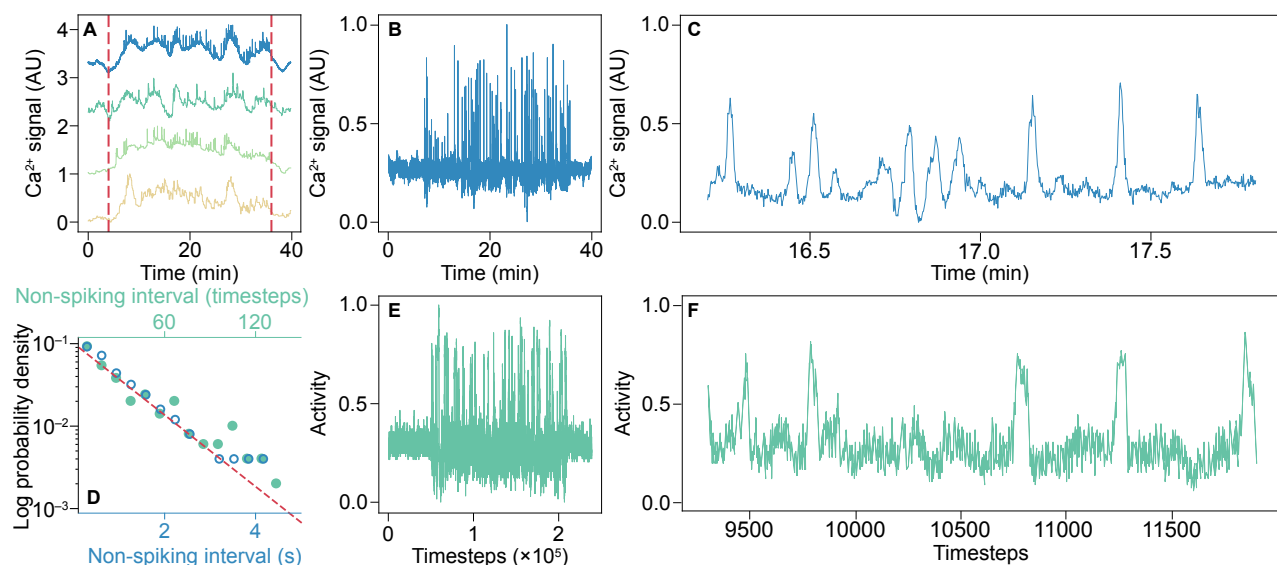 A
Ca²⁺ signal (AU)
4
3
2
1
0
0 20 40
Time (min)
B
Ca²⁺ signal (AU)
1.0
0.5
0.0
0 20 40
Time (min)
C
Ca²⁺ signal (AU)
1.0
0.5
0.0
16.5 17.0 17.5
Time (min)
Non-spiking interval (timesteps)
60 120
Log probability density
10⁻¹
10⁻²
10⁻³
D
2 4
Non-spiking interval (s)
E
Activity
1.0
0.5
0.0
0 1 2
Timesteps (×10⁵)
F
Activity
1.0
0.5
0.0
9500 10000 10500 11000 11500
Timesteps